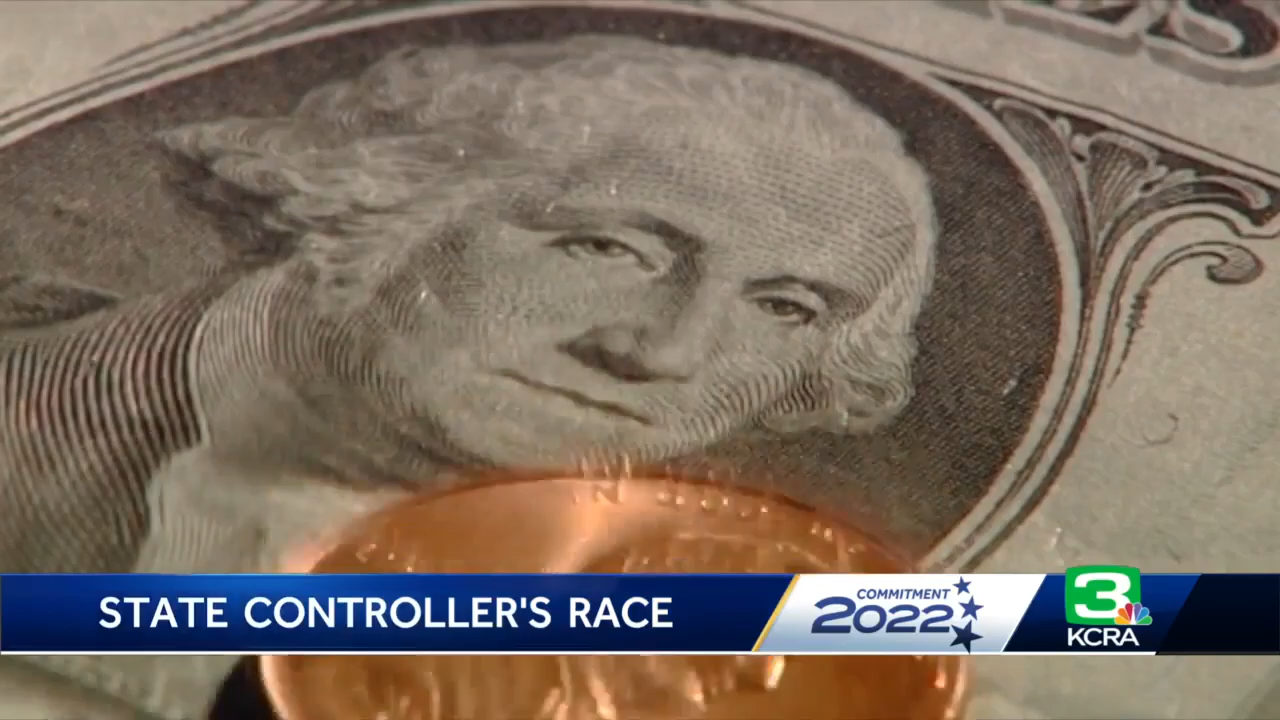 STATE CONTROLLER'S RACE
COMMITMENT
2022
3
KCRA